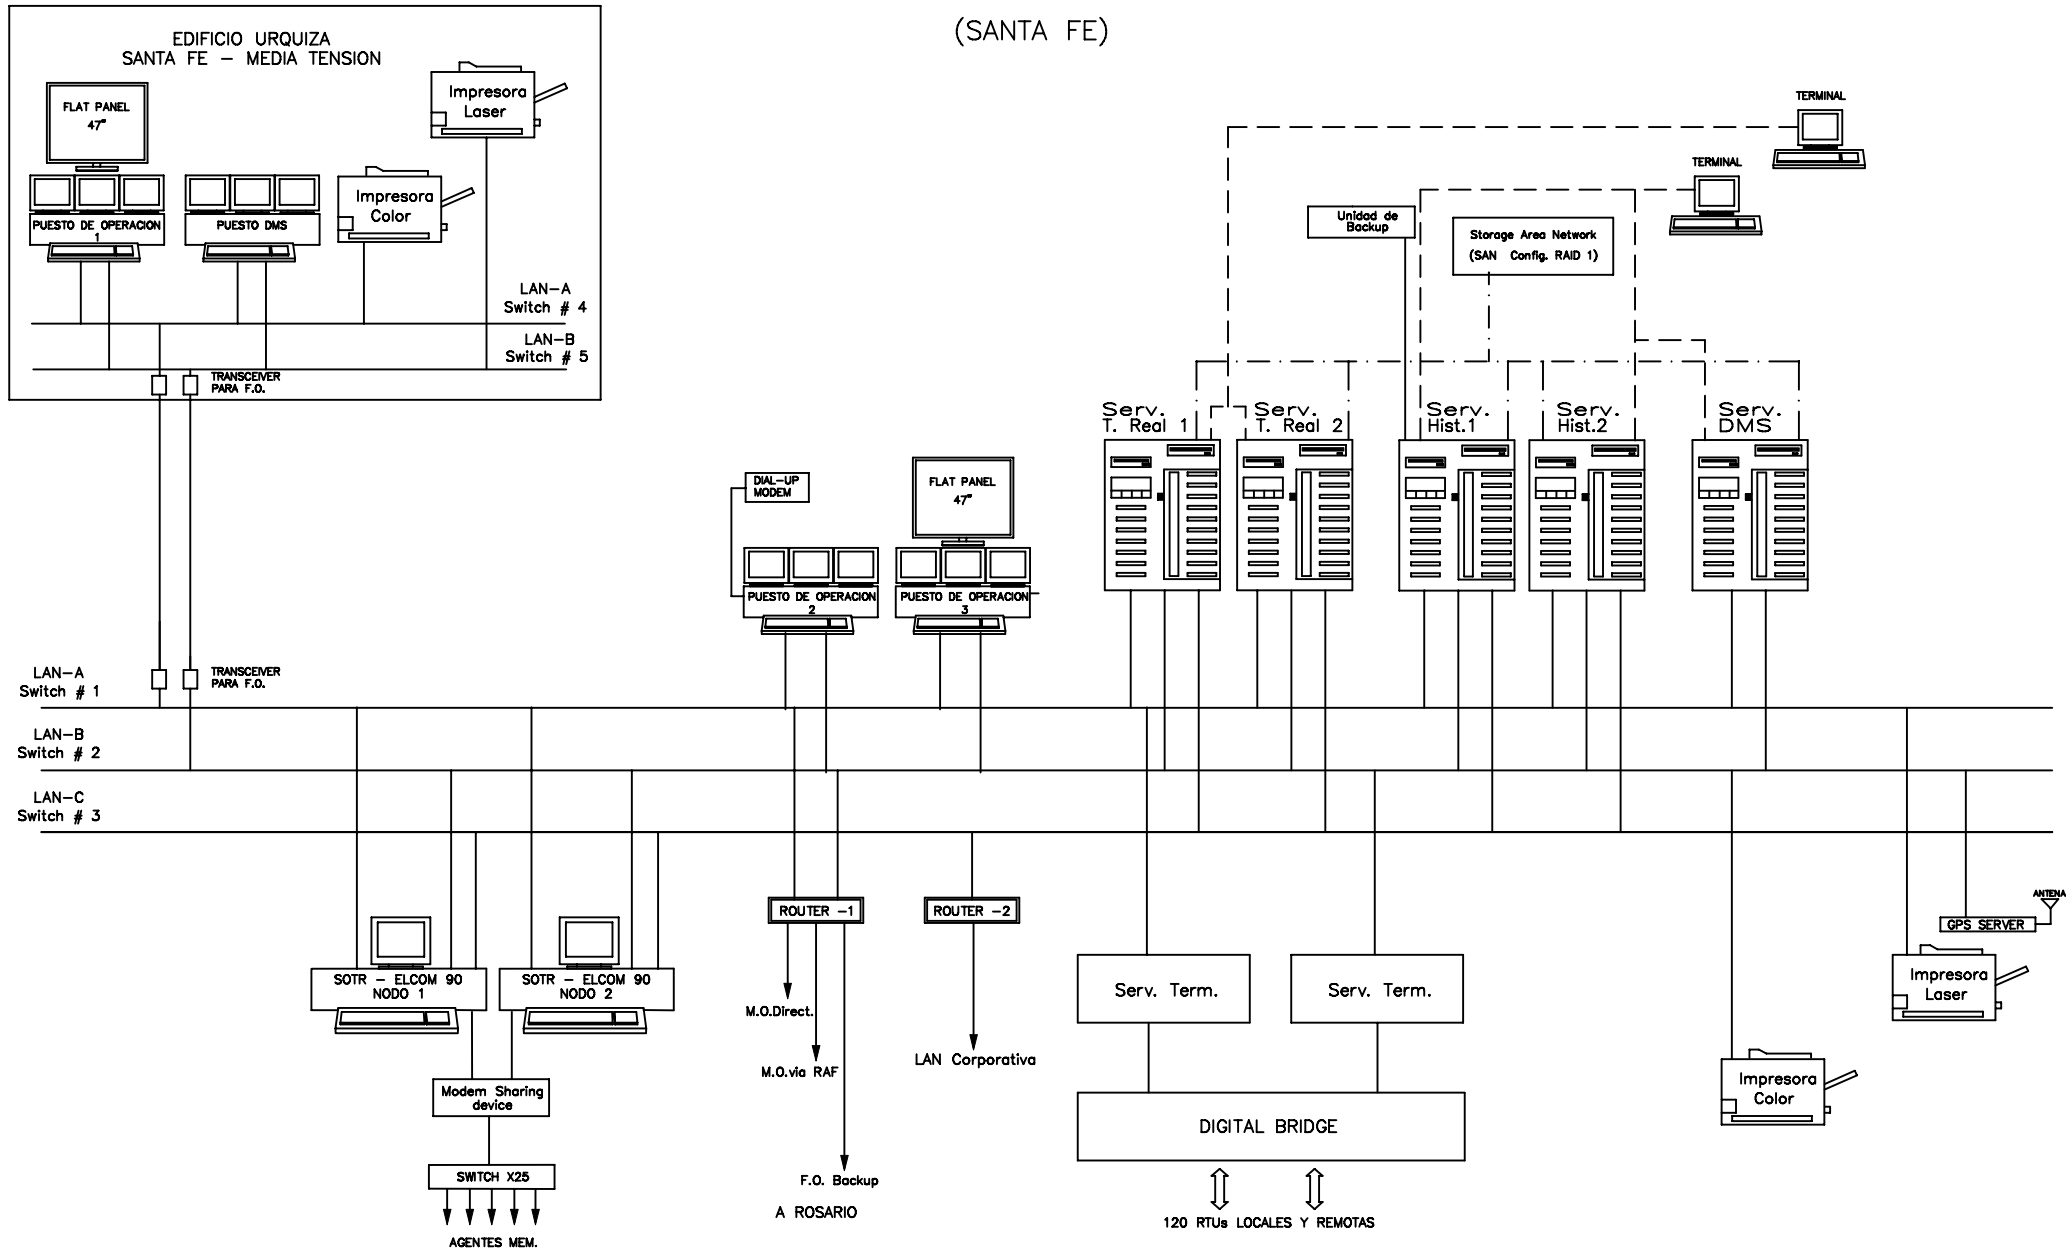 (SANTA FE)
EDIFICIO URQUIZA
SANTA FE - MEDIA TENSION
FLAT PANEL
47"
Impresora
Laser
Impresora
Color
PUESTO DE OPERACION
1
PUESTO DMS
LAN-A
Switch # 4
LAN-B
Switch # 5
TRANSCEIVER
PARA F.O.
TERMINAL
TERMINAL
Unidad de
Backup
Storage Area Network
(SAN Config. RAID 1)
Serv.
T. Real 1
Serv.
T. Real 2
Serv.
Hist.1
Serv.
Hist.2
Serv.
DMS
DIAL-UP
MODEM
FLAT PANEL
47"
PUESTO DE OPERACION
2
PUESTO DE OPERACION
3
TRANSCEIVER
PARA F.O.
LAN-A
Switch # 1
LAN-B
Switch # 2
LAN-C
Switch # 3
SOTR - ELCOM 90
NODO 1
SOTR - ELCOM 90
NODO 2
ROUTER -1
ROUTER -2
ANTENA
GPS SERVER
Serv. Term.
Serv. Term.
Impresora
Laser
M.O.Direct.
M.O.via RAF
LAN Corporativa
Impresora
Color
Modem Sharing
device
DIGITAL BRIDGE
SWITCH X25
F.O. Backup
A ROSARIO
120 RTUs LOCALES Y REMOTAS
AGENTES MEM.